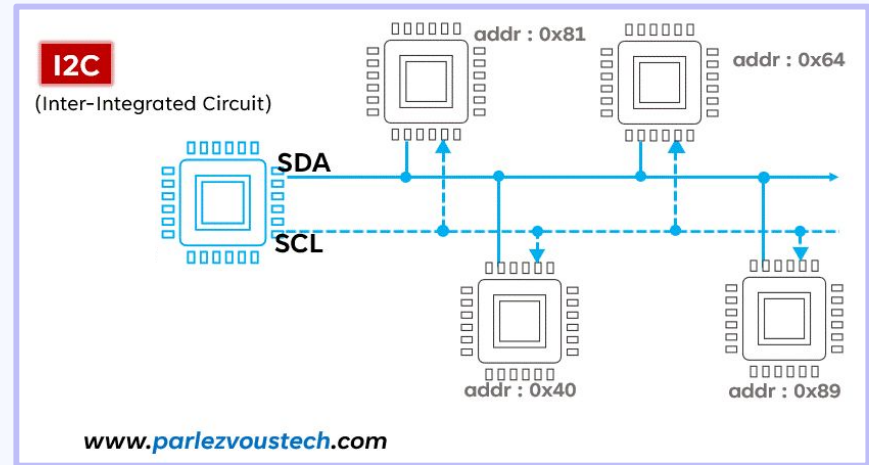 I2C
(Inter-Integrated Circuit)
addr : 0x81
addr : 0x64
SDA
SCL
addr : 0x40
addr : 0x89
www.parlezvoustech.com